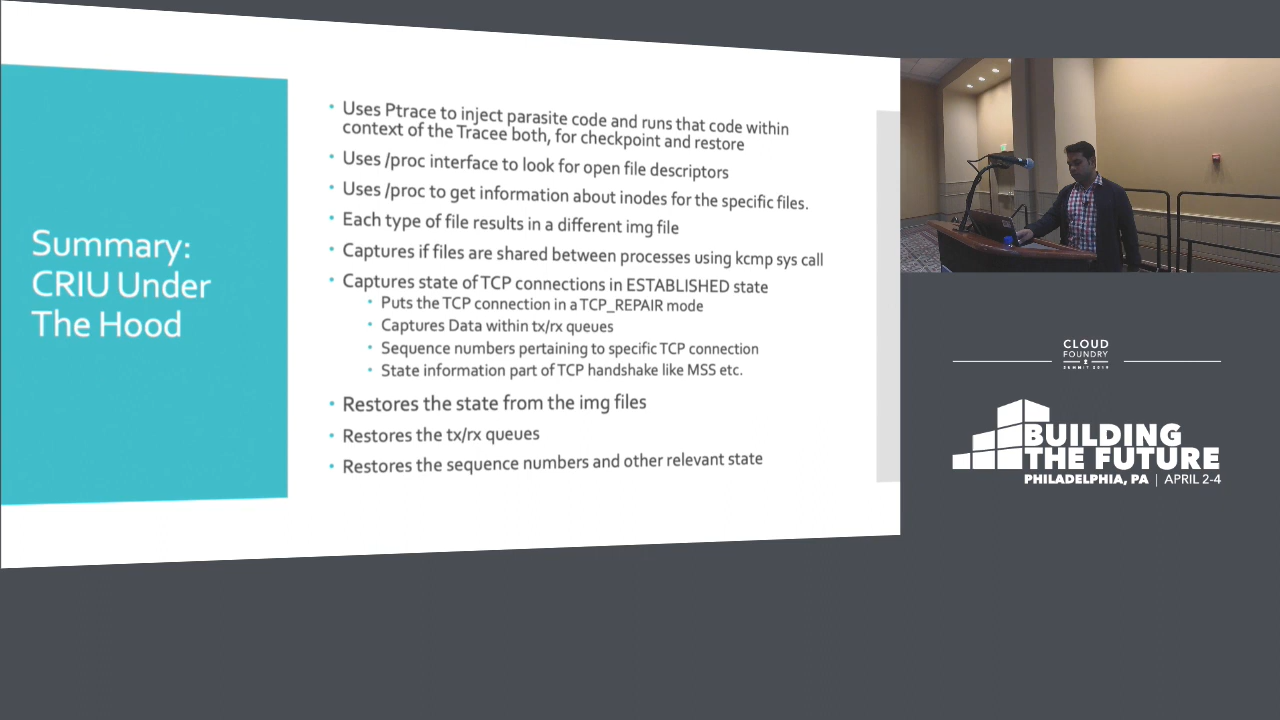 Summary:
CRIU Under
The Hood
Uses Ptrace to inject parasite code and runs that code within
context of the Tracee both, for checkpoint and restore
Uses /proc interface to look for open file descriptors
Uses /proc to get information about inodes for the specific files.
Each type of file results in a different img file
Captures if files are shared between processes using kcmp sys call
Captures state of TCP connections in ESTABLISHED state
Puts the TCP connection in a TCP_REPAIR mode
Captures Data within tx/rx queues
Sequence numbers pertaining to specific TCP connection
State information part of TCP handshake like MSS etc.
Restores the state from the img files
Restores the tx/rx queues
Restores the sequence numbers and other relevant state
CLOUD
FOUNDRY
SUMMIT 2019
BUILDING
THE FUTURE
PHILADELPHIA, PA | APRIL 2-4